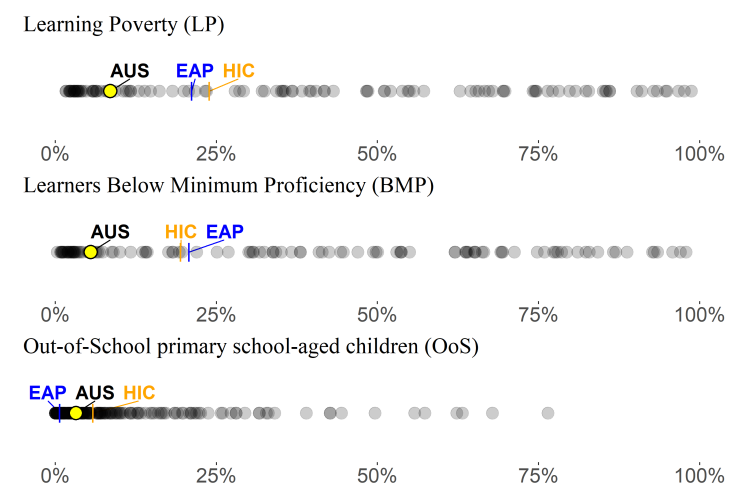 Learning Poverty (LP)
AUS EAP HIC
0% 25% 50% 75% 100%
Learners Below Minimum Proficiency (BMP)
AUS HIC EAP
0% 25% 50% 75% 100%
Out-of-School primary school-aged children (OoS)
EAP AUS HIC
0% 25% 50% 75% 100%